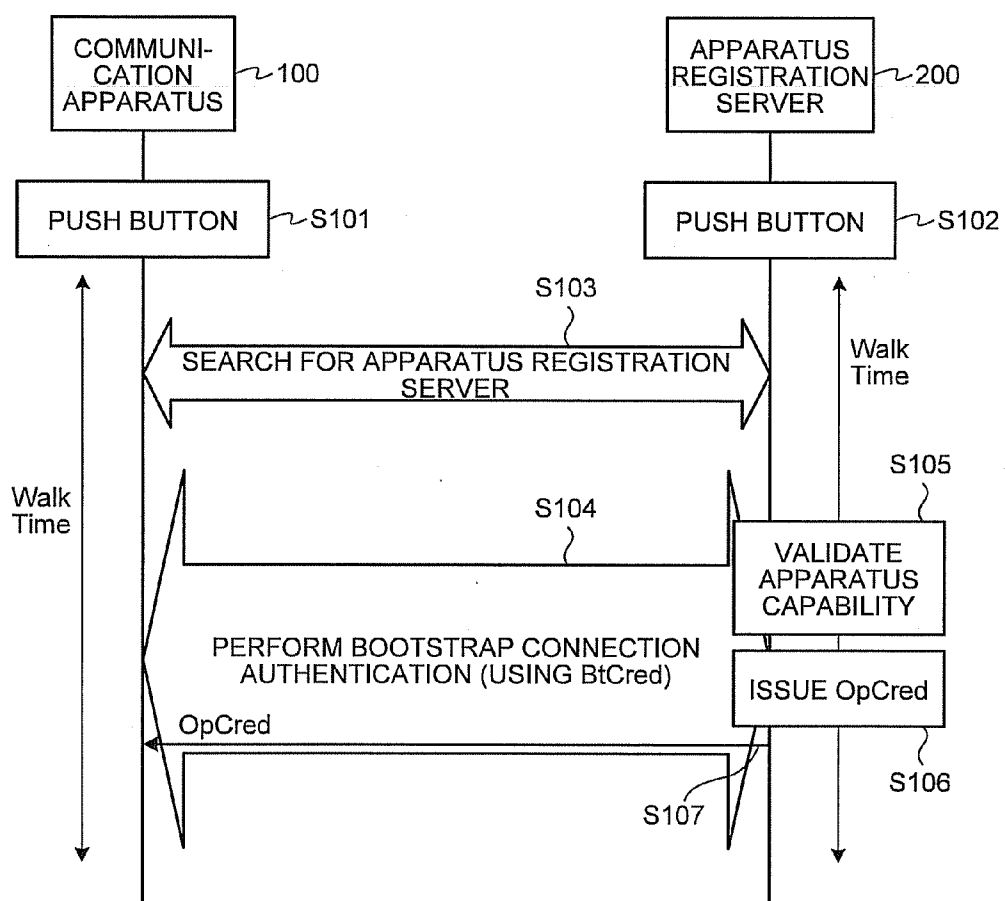 COMMUNI-
CATION
APPARATUS
100
APPARATUS
REGISTRATION
SERVER
200
PUSH BUTTON
S101
PUSH BUTTON
S102
S103
SEARCH FOR APPARATUS REGISTRATION
SERVER
Walk
Time
Walk
Time
S104
S105
VALIDATE
APPARATUS
CAPABILITY
PERFORM BOOTSTRAP CONNECTION
AUTHENTICATION (USING BtCred)
ISSUE OpCred
OpCred
S106
S107